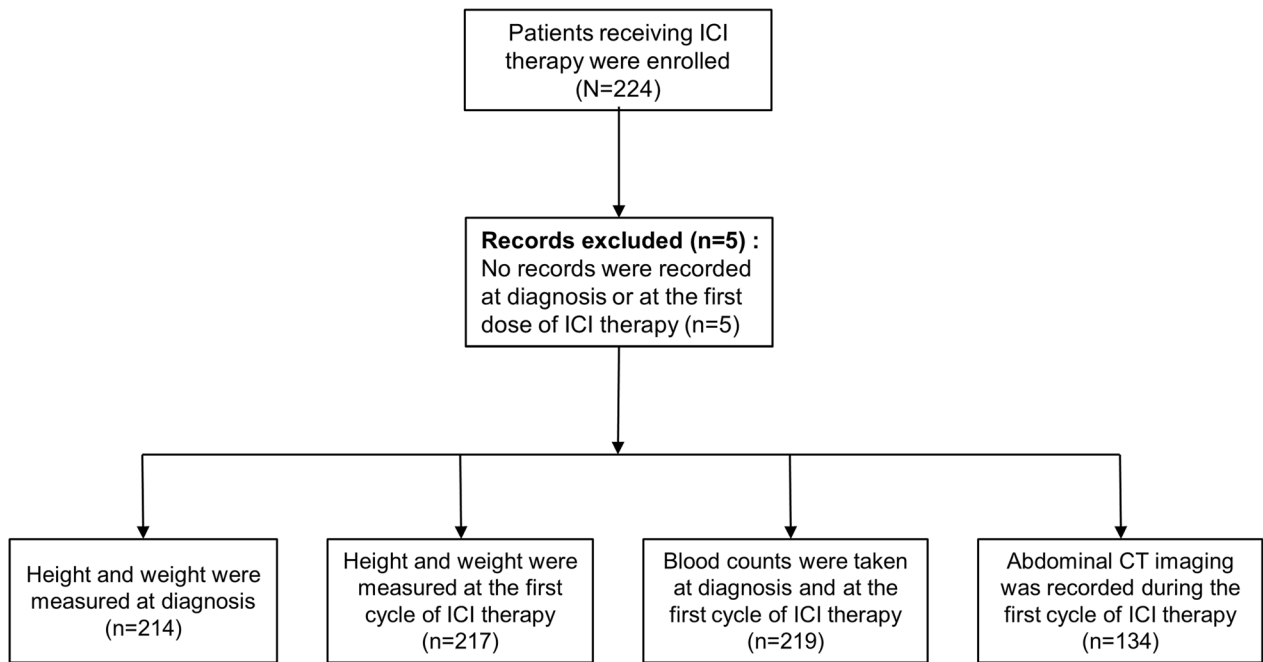 Patients receiving ICI
therapy were enrolled
(N=224)
Records excluded (n=5) :
No records were recorded
at diagnosis or at the first
dose of ICI therapy (n=5)
Height and weight were
measured at diagnosis
(n=214)
Height and weight were
measured at the first
cycle of ICI therapy
(n=217)
Blood counts were taken
at diagnosis and at the
first cycle of ICI therapy
(n=219)
Abdominal CT imaging
was recorded during the
first cycle of ICI therapy
(n=134)